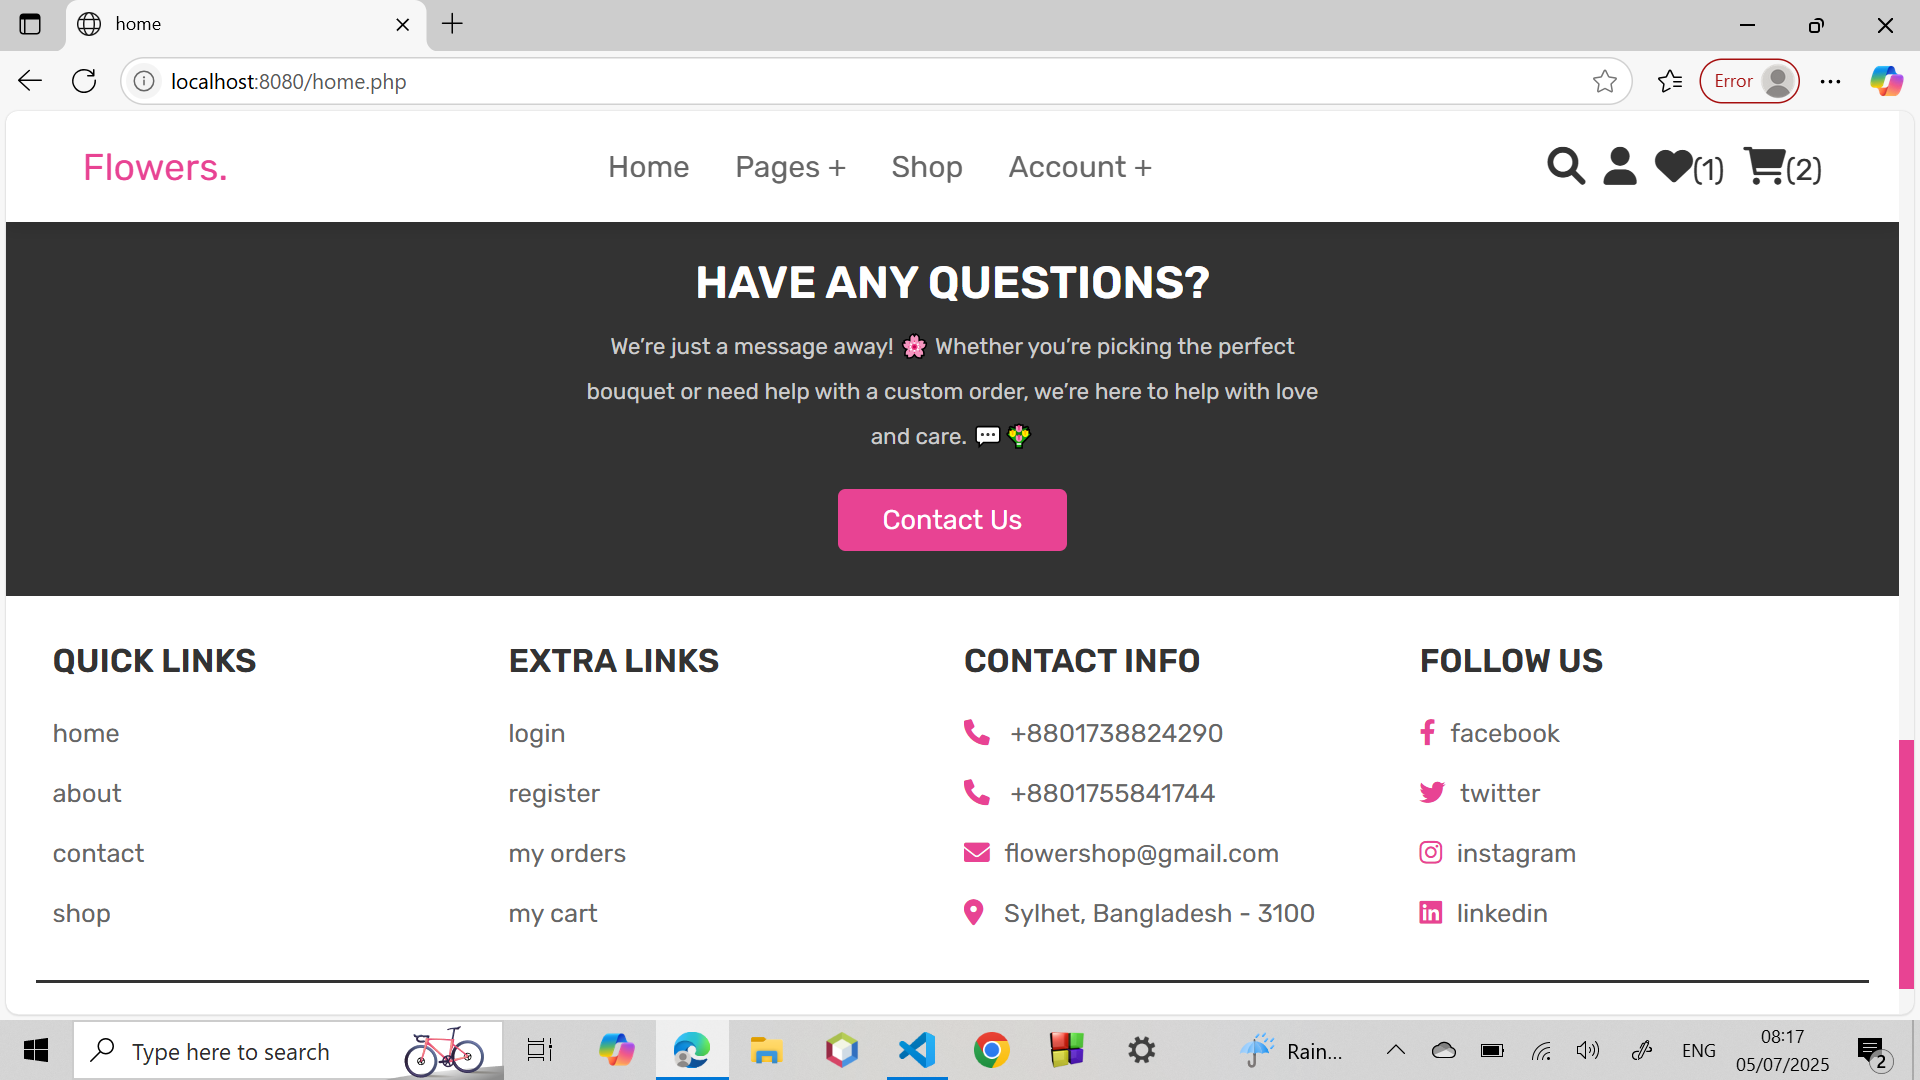 home
localhost:8080/home.php
Error
Flowers.
Home Pages + Shop Account +
(1) (2)
HAVE ANY QUESTIONS?
We’re just a message away! 🌸 Whether you’re picking the perfect
bouquet or need help with a custom order, we’re here to help with love
and care. 💬 💐
Contact Us
QUICK LINKS
home
about
contact
shop
EXTRA LINKS
login
register
my orders
my cart
CONTACT INFO
+8801738824290
+8801755841744
flowershop@gmail.com
Sylhet, Bangladesh - 3100
FOLLOW US
facebook
twitter
instagram
linkedin
Type here to search
Rain...
ENG
08:17
05/07/2025
2